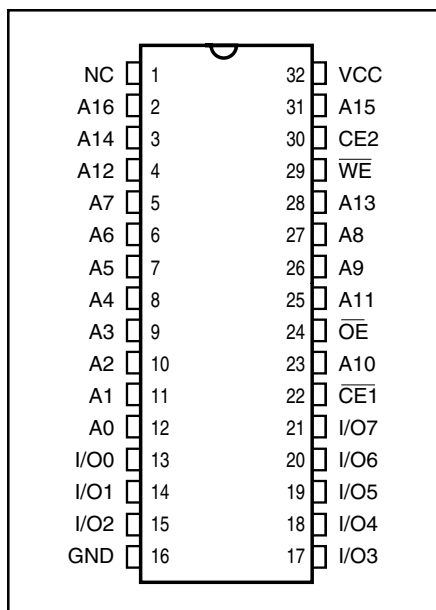 NC 1 32 VCC
A16 2 31 A15
A14 3 30 CE2
A12 4 29 W̅E̅
A7 5 28 A13
A6 6 27 A8
A5 7 26 A9
A4 8 25 A11
A3 9 24 O̅E̅
A2 10 23 A10
A1 11 22 C̅E̅1̅
A0 12 21 I/O7
I/O0 13 20 I/O6
I/O1 14 19 I/O5
I/O2 15 18 I/O4
GND 16 17 I/O3